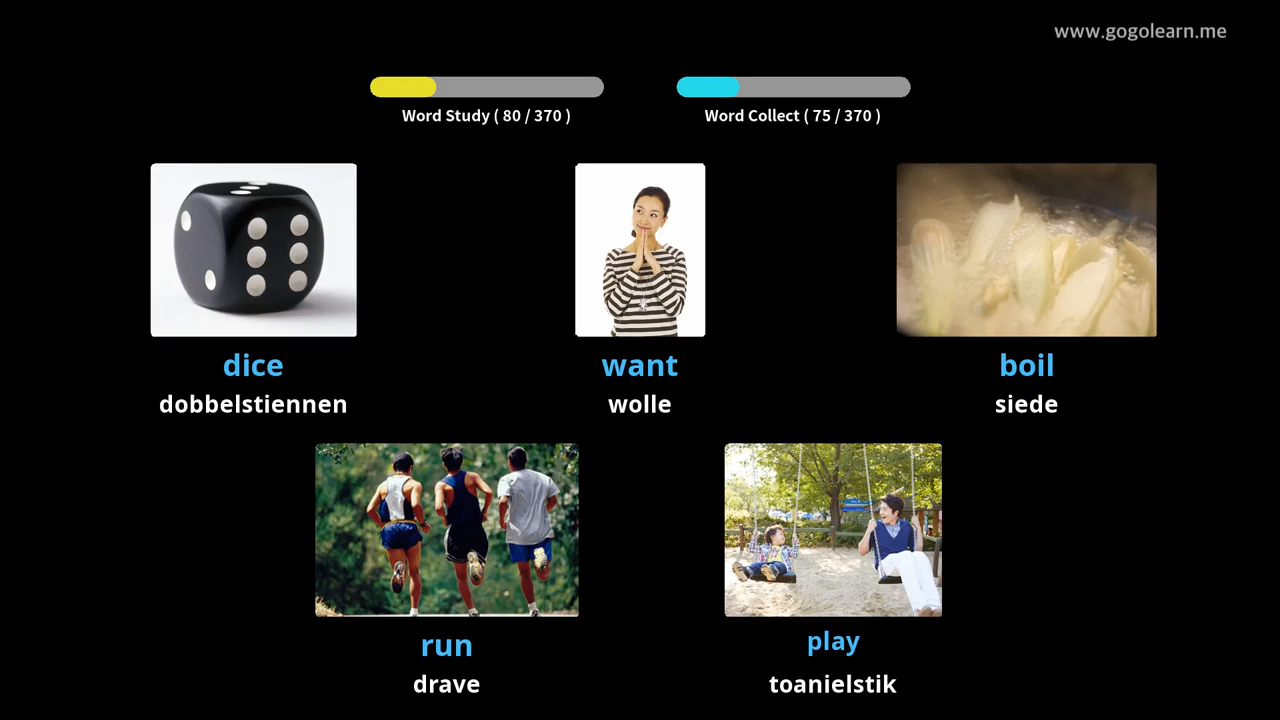 www.gogolearn.me
Word Study ( 80 / 370 )
Word Collect ( 75 / 370 )
dice
dobbelstiennen
want
wolle
boil
siede
run
drave
play
toanielstik